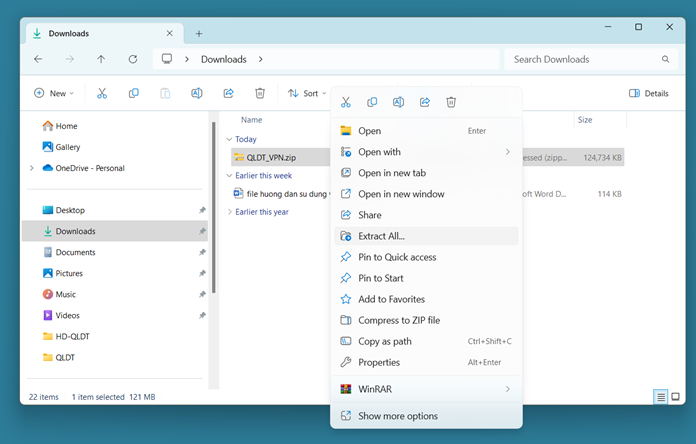 Downloads
Downloads
Search Downloads
New
Sort
Details
Name
Size
Home
Gallery
OneDrive - Personal
Desktop
Downloads
Documents
Pictures
Music
Videos
HD-QLDT
QLDT
Today
QLDT_VPN.zip
essed (zipp...
124,734 KB
Earlier this week
file huong dan su dung v
oft Word D...
114 KB
Earlier this year
Open
Enter
Open with
Open in new tab
Open in new window
Share
Extract All...
Pin to Quick access
Pin to Start
Add to Favorites
Compress to ZIP file
Copy as path
Ctrl+Shift+C
Properties
Alt+Enter
WinRAR
Show more options
22 items
1 item selected
121 MB